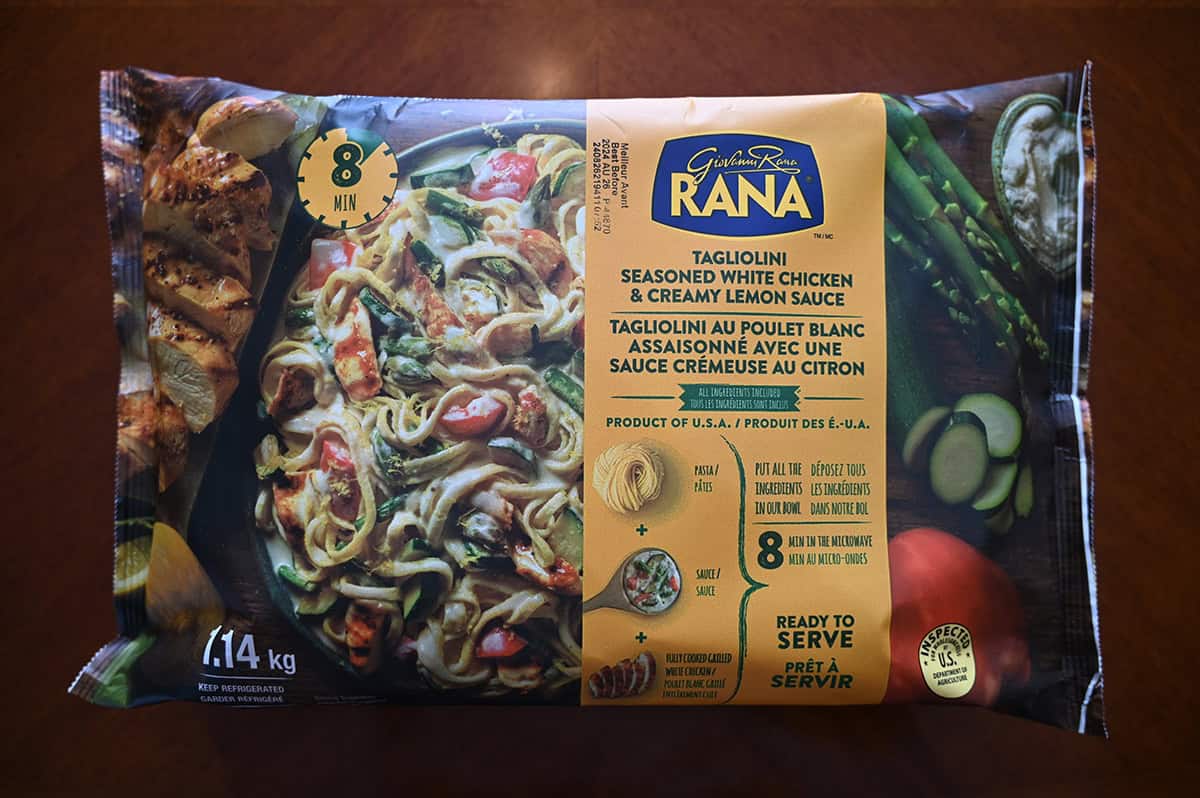 8
MIN
Meilleur Avant
Best Before
2024 AU 26
Giovanni Rana
RANA
TM/MC
TAGLIOLINI
SEASONED WHITE CHICKEN
& CREAMY LEMON SAUCE
TAGLIOLINI AU POULET BLANC
ASSAISONNÉ AVEC UNE
SAUCE CRÉMEUSE AU CITRON
ALL INGREDIENTS INCLUDED
TOUS LES INGRÉDIENTS SONT INCLUS
PRODUCT OF U.S.A. / PRODUIT DES É.-U.A.
PASTA /
PÂTES
+
SAUCE /
SAUCE
+
FULLY COOKED GRILLED
WHITE CHICKEN /
POULET BLANC GRILLÉ
ENTIÈREMENT CUIT
PUT ALL THE
INGREDIENTS
IN OUR BOWL
DÉPOSEZ TOUS
LES INGRÉDIENTS
DANS NOTRE BOL
8 MIN IN THE MICROWAVE
MIN AU MICRO-ONDES
READY TO
SERVE
PRÊT À
SERVIR
1.14 kg
KEEP REFRIGERATED
GARDER RÉFRIGÉRÉ
INSPECTED
FOR WHOLESOMENESS
BY
U.S.
DEPARTMENT OF
AGRICULTURE